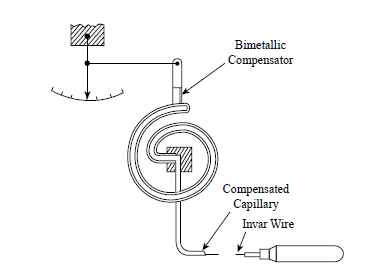 Bimetallic
Compensator
Compensated
Capillary
Invar Wire